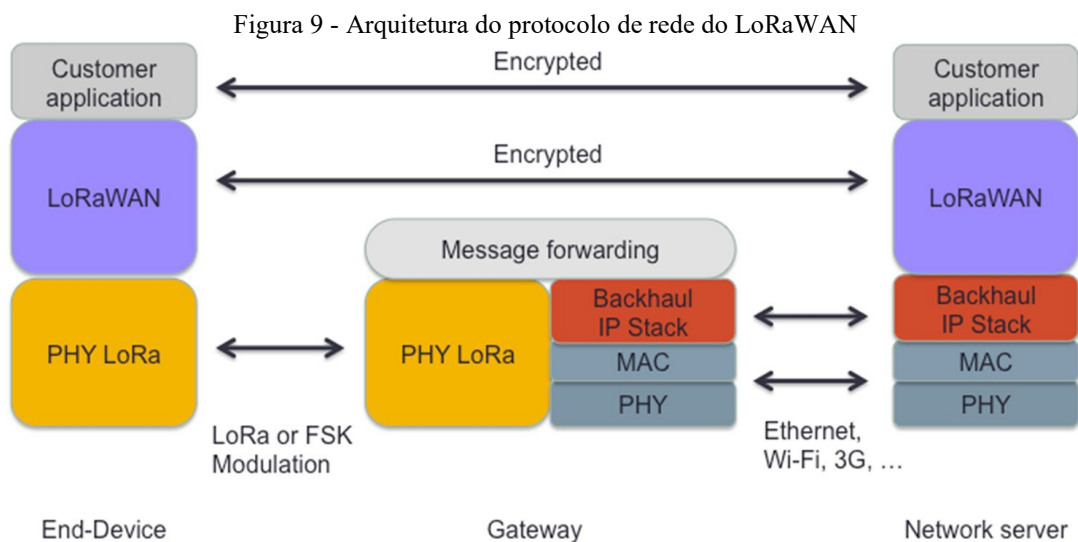 Figura 9 - Arquitetura do protocolo de rede do LoRaWAN
Customer
application
Encrypted
Customer
application
LoRaWAN
Encrypted
LoRaWAN
Message forwarding
PHY LoRa
PHY LoRa
Backhaul
IP Stack
MAC
PHY
Backhaul
IP Stack
MAC
PHY
LoRa or FSK
Modulation
Ethernet,
Wi-Fi, 3G, …
End-Device
Gateway
Network server